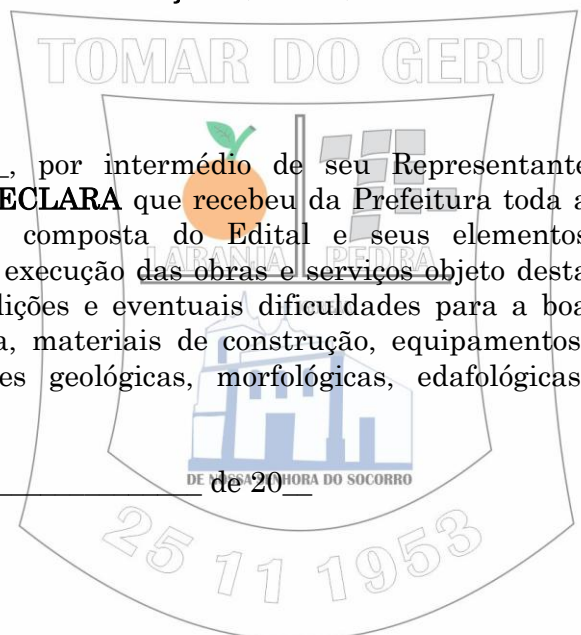 TOMAR DO GERU
_, por intermédio de seu Representante
ECLARA que recebeu da Prefeitura toda a
composta do Edital e seus elementos
LARANJA PEDRA
execução das obras e serviços objeto desta
dições e eventuais dificuldades para a boa
a, materiais de construção, equipamentos
es geológicas, morfológicas, edafológicas
DE NOSSA SENHORA DO SOCORRO
de 20__
25 11 1953